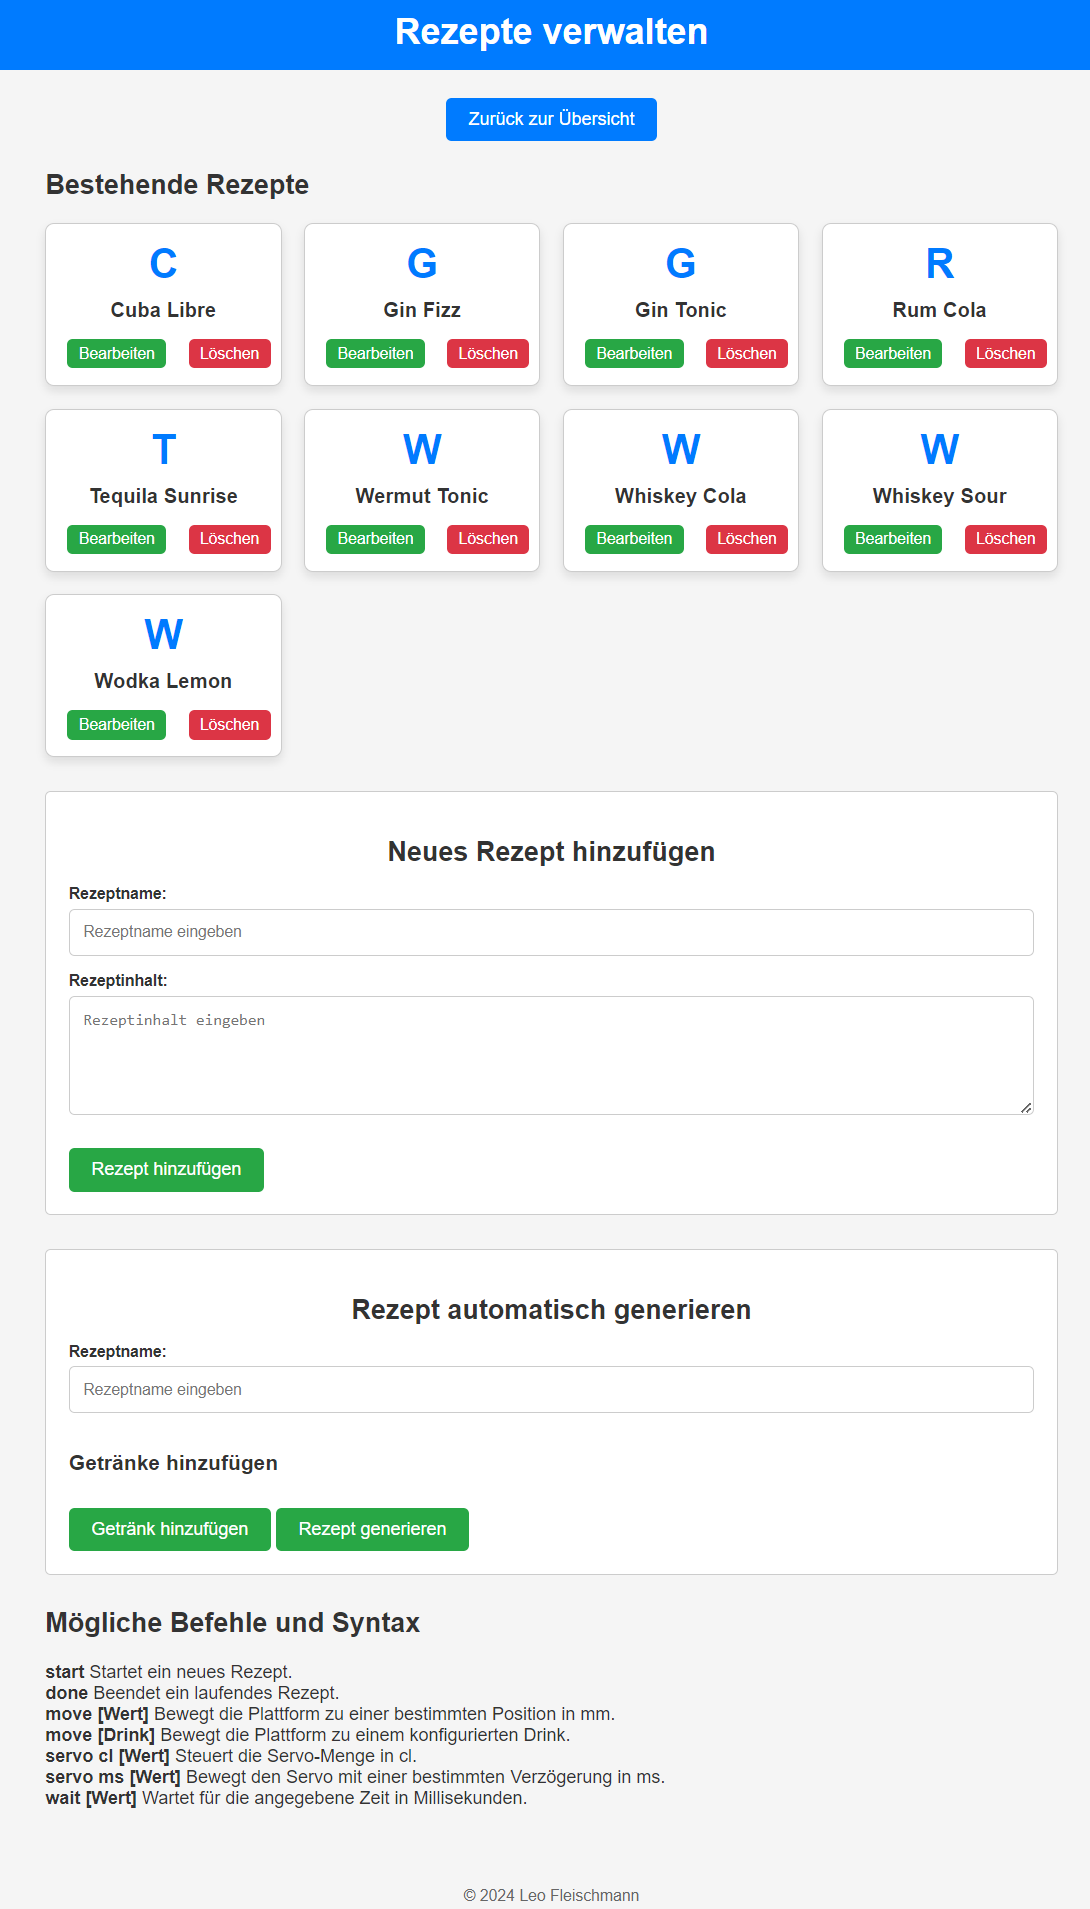 Rezepte verwalten
Zurück zur Übersicht
Bestehende Rezepte
C
Cuba Libre
Bearbeiten Löschen
G
Gin Fizz
Bearbeiten Löschen
G
Gin Tonic
Bearbeiten Löschen
R
Rum Cola
Bearbeiten Löschen
T
Tequila Sunrise
Bearbeiten Löschen
W
Wermut Tonic
Bearbeiten Löschen
W
Whiskey Cola
Bearbeiten Löschen
W
Whiskey Sour
Bearbeiten Löschen
W
Wodka Lemon
Bearbeiten Löschen
Neues Rezept hinzufügen
Rezeptname:
Rezeptname eingeben
Rezeptinhalt:
Rezeptinhalt eingeben
Rezept hinzufügen
Rezept automatisch generieren
Rezeptname:
Rezeptname eingeben
Getränke hinzufügen
Getränk hinzufügen Rezept generieren
Mögliche Befehle und Syntax
start Startet ein neues Rezept.
done Beendet ein laufendes Rezept.
move [Wert] Bewegt die Plattform zu einer bestimmten Position in mm.
move [Drink] Bewegt die Plattform zu einem konfigurierten Drink.
servo cl [Wert] Steuert die Servo-Menge in cl.
servo ms [Wert] Bewegt den Servo mit einer bestimmten Verzögerung in ms.
wait [Wert] Wartet für die angegebene Zeit in Millisekunden.
© 2024 Leo Fleischmann